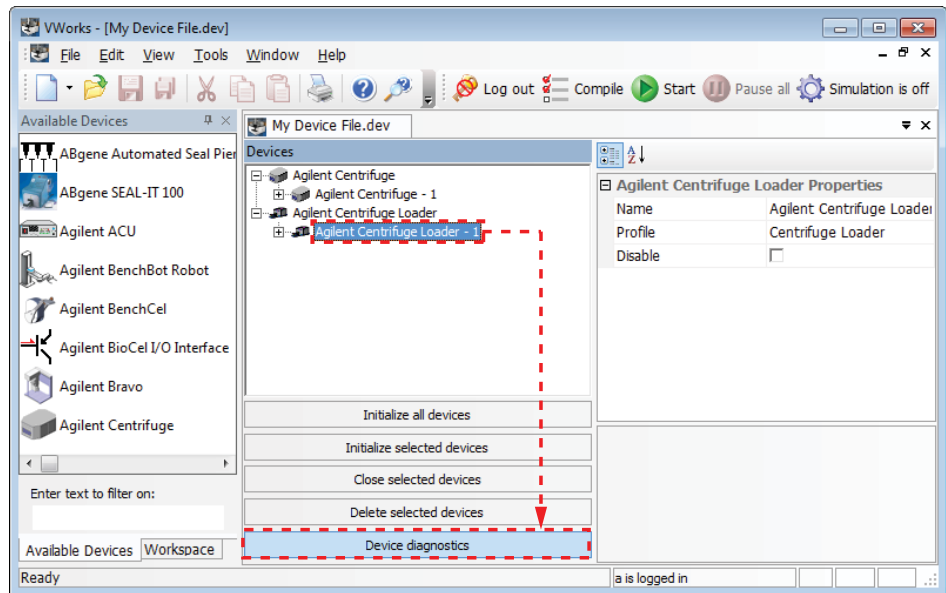 VWorks - [My Device File.dev]
File Edit View Tools Window Help
Log out Compile Start Pause all Simulation is off
Available Devices
ABgene Automated Seal Pier
ABgene SEAL-IT 100
Agilent ACU
Agilent BenchBot Robot
Agilent BenchCel
Agilent BioCel I/O Interface
Agilent Bravo
Agilent Centrifuge
Enter text to filter on:
Available Devices Workspace
My Device File.dev
Devices
Agilent Centrifuge
Agilent Centrifuge - 1
Agilent Centrifuge Loader
Agilent Centrifuge Loader - 1
Initialize all devices
Initialize selected devices
Close selected devices
Delete selected devices
Device diagnostics
Agilent Centrifuge Loader Properties
Name Agilent Centrifuge Loader
Profile Centrifuge Loader
Disable
Ready a is logged in